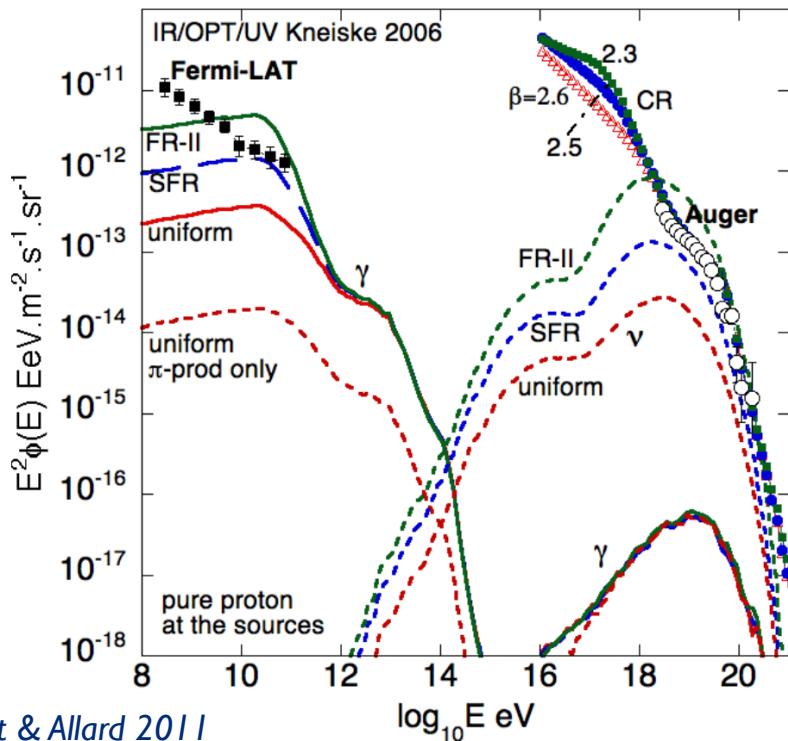 IR/OPT/UV Kneiske 2006
Fermi-LAT
FR-II
SFR
uniform
γ
uniform
π-prod only
pure proton
at the sources
2.3
β=2.6
CR
2.5
Auger
FR-II
SFR
ν
uniform
γ
E²ϕ(E) EeV.m⁻².s⁻¹.sr⁻¹
10⁻¹¹
10⁻¹²
10⁻¹³
10⁻¹⁴
10⁻¹⁵
10⁻¹⁶
10⁻¹⁷
10⁻¹⁸
8 10 12 14 16 18 20
log₁₀E eV
& Allard 2011